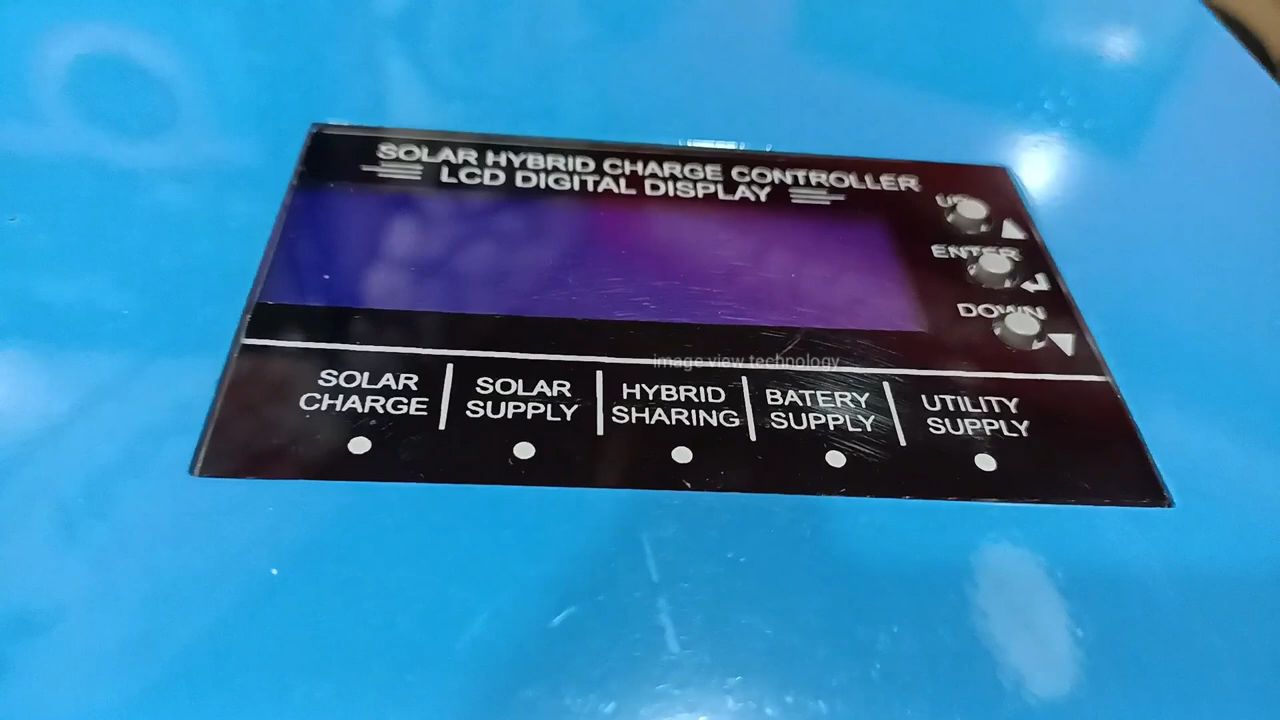 SOLAR HYBRID CHARGE CONTROLLER
LCD DIGITAL DISPLAY
UP
ENTER
DOWN
image view technology
SOLAR
CHARGE
SOLAR
SUPPLY
HYBRID
SHARING
BATERY
SUPPLY
UTILITY
SUPPLY